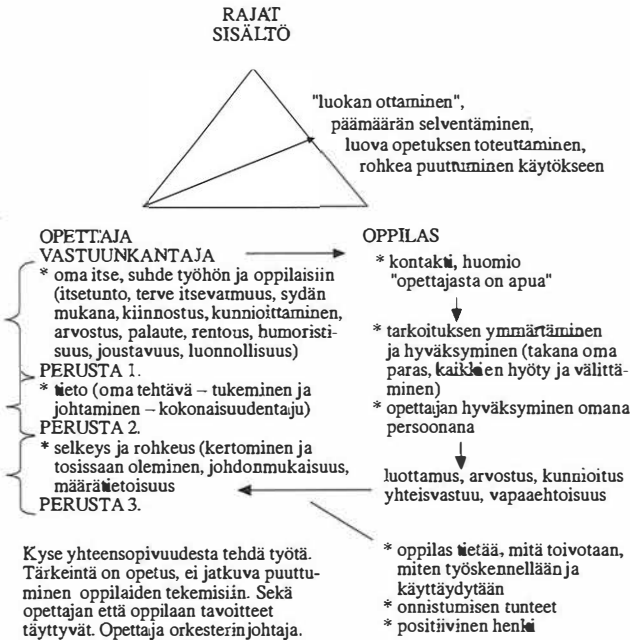 RAJAT
SISÄLTÖ
"luokan ottaminen",
päämäärän selventäminen,
luova opetuksen toteuttaminen,
rohkea puuttuminen käytökseen
OPETTAJA
VASTUUNKANTAJA
* oma itse, suhde työhön ja oppilaisiin
(itsetunto, terve itsevarmuus, sydän
mukana, kiinnostus, kunnioittaminen,
arvostus, palaute, rentous, humoristi-
suus, joustavuus, luonnollisuus)
PERUSTA 1.
* tieto (oma tehtävä – tukeminen ja
johtaminen – kokonaisuudentaju)
PERUSTA 2.
* selkeys ja rohkeus (kertominen ja
tosissaan oleminen, johdonmukaisuus,
määrätietoisuus
PERUSTA 3.
Kyse yhteensopivuudesta tehdä työtä.
Tärkeintä on opetus, ei jatkuva puuttu-
minen oppilaiden tekemisiin. Sekä
opettajan että oppilaan tavoitteet
täyttyvät. Opettaja orkesterinjohtaja.
OPPILAS
* kontakti, huomio
"opettajasta on apua"
* tarkoituksen ymmärtäminen
ja hyväksyminen (takana oma
paras, kaikkien hyöty ja välittä-
minen)
* opettajan hyväksyminen omana
persoonana
luottamus, arvostus, kunnioitus
yhteisvastuu, vapaaehtoisuus
* oppilas tietää, mitä toivotaan,
miten työskennellään ja
käyttäydytään
* onnistumisen tunteet
* positiivinen henki